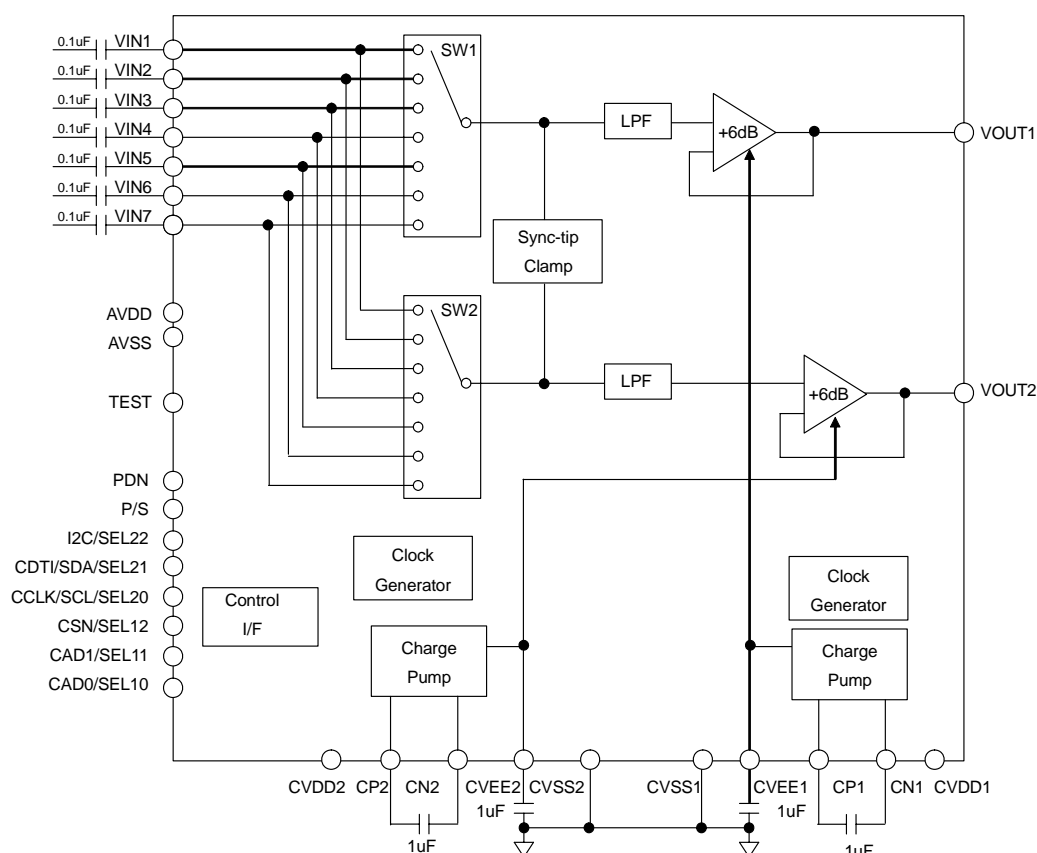 0.1uF VIN1
0.1uF VIN2
0.1uF VIN3
0.1uF VIN4
0.1uF VIN5
0.1uF VIN6
0.1uF VIN7
SW1
LPF
+6dB
VOUT1
Sync-tip
Clamp
AVDD
AVSS
SW2
LPF
+6dB
VOUT2
TEST
PDN
P/S
I2C/SEL22
CDTI/SDA/SEL21
CCLK/SCL/SEL20
CSN/SEL12
CAD1/SEL11
CAD0/SEL10
Control
I/F
Clock
Generator
Charge
Pump
Clock
Generator
Charge
Pump
CVDD2 CP2 CN2 CVEE2 CVSS2 CVSS1 CVEE1 CP1 CN1 CVDD1
1uF 1uF
1uF 1uF